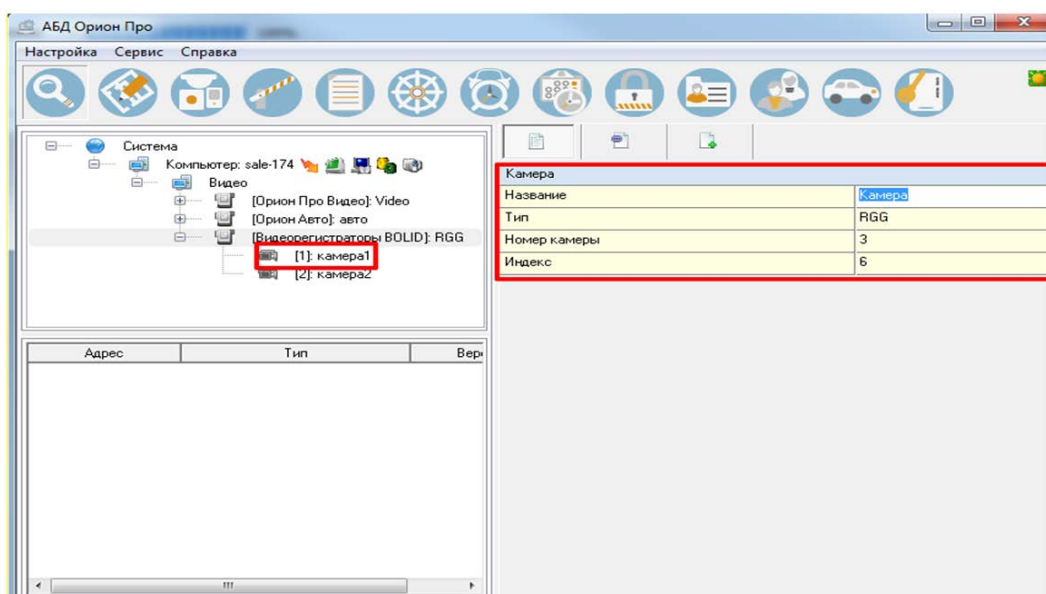 АБД Орион Про
Настройка Сервис Справка
Система
Компьютер: sale-174
Видео
[Орион Про Видео]: Video
[Орион Авто]: авто
[Видеорегистраторы BOLID]: RGG
[1]: камера1
[2]: камера2
Адрес Тип Верс
Камера
Название Камера
Тип RGG
Номер камеры 3
Индекс 6